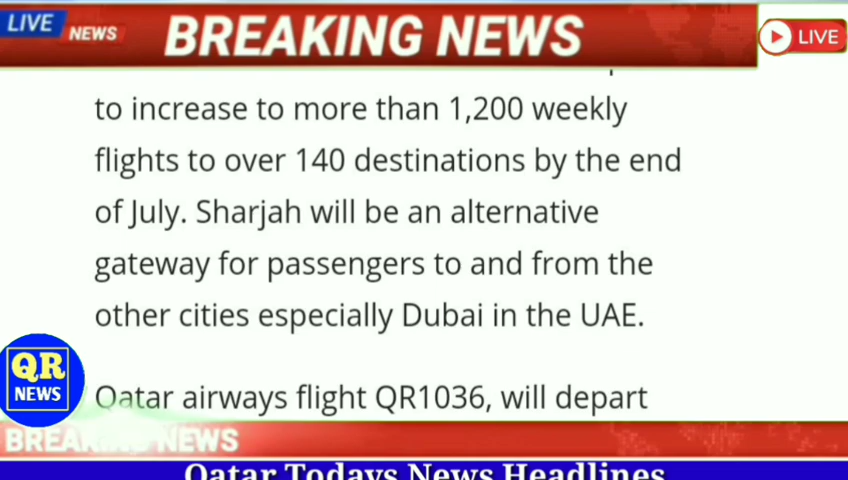 LIVE NEWS BREAKING NEWS LIVE
to increase to more than 1,200 weekly
flights to over 140 destinations by the end
of July. Sharjah will be an alternative
gateway for passengers to and from the
other cities especially Dubai in the UAE.
QR
NEWS
Qatar airways flight QR1036, will depart
BREAKING NEWS
Qatar Todays News Headlines